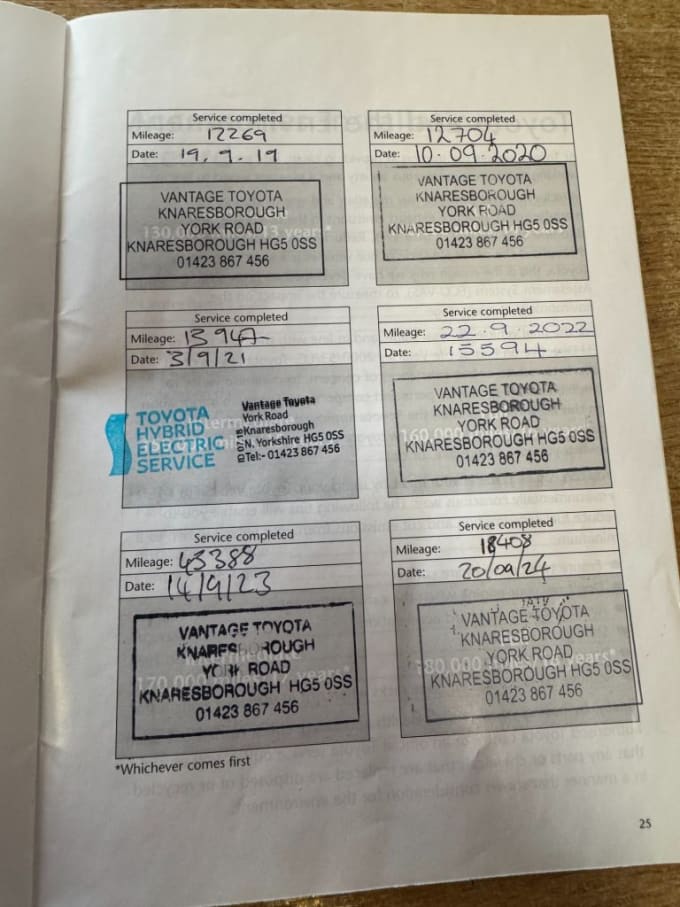 Service completed
Mileage: 12269
Date: 19.9.19
VANTAGE TOYOTA
KNARESBOROUGH
YORK ROAD
KNARESBOROUGH HG5 0SS
01423 867 456
Service completed
Mileage: 12704
Date: 10.09.2020
VANTAGE TOYOTA
KNARESBOROUGH
YORK ROAD
KNARESBOROUGH HG5 0SS
01423 867 456
Service completed
Mileage: 13947
Date: 3/9/21
TOYOTA
HYBRID
ELECTRIC
SERVICE
Vantage Toyota
York Road
Knaresborough
N. Yorkshire HG5 0SS
Tel:- 01423 867 456
Service completed
Mileage: 22.9.2022
Date: 15594
VANTAGE TOYOTA
KNARESBOROUGH
YORK ROAD
KNARESBOROUGH HG5 0SS
01423 867 456
Service completed
Mileage: 43388
Date: 14/9/23
VANTAGE TOYOTA
KNARESBOROUGH
YORK ROAD
KNARESBOROUGH HG5 0SS
01423 867 456
Service completed
Mileage: 18408
Date: 20/09/24
VANTAGE TOYOTA
KNARESBOROUGH
YORK ROAD
KNARESBOROUGH HG5 0SS
01423 867 456
*Whichever comes first
25